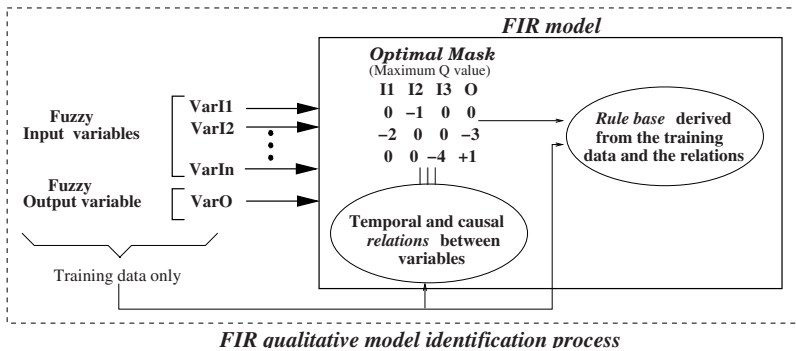 FIR model
Optimal Mask
(Maximum Q value)
I1 I2 I3 O
0 −1 0 0
−2 0 0 −3
0 0 −4 +1
Fuzzy
Input variables
VarI1
VarI2
VarIn
Fuzzy
Output variable
VarO
Rule base derived
from the training
data and the relations
Temporal and causal
relations between
variables
Training data only
FIR qualitative model identification process